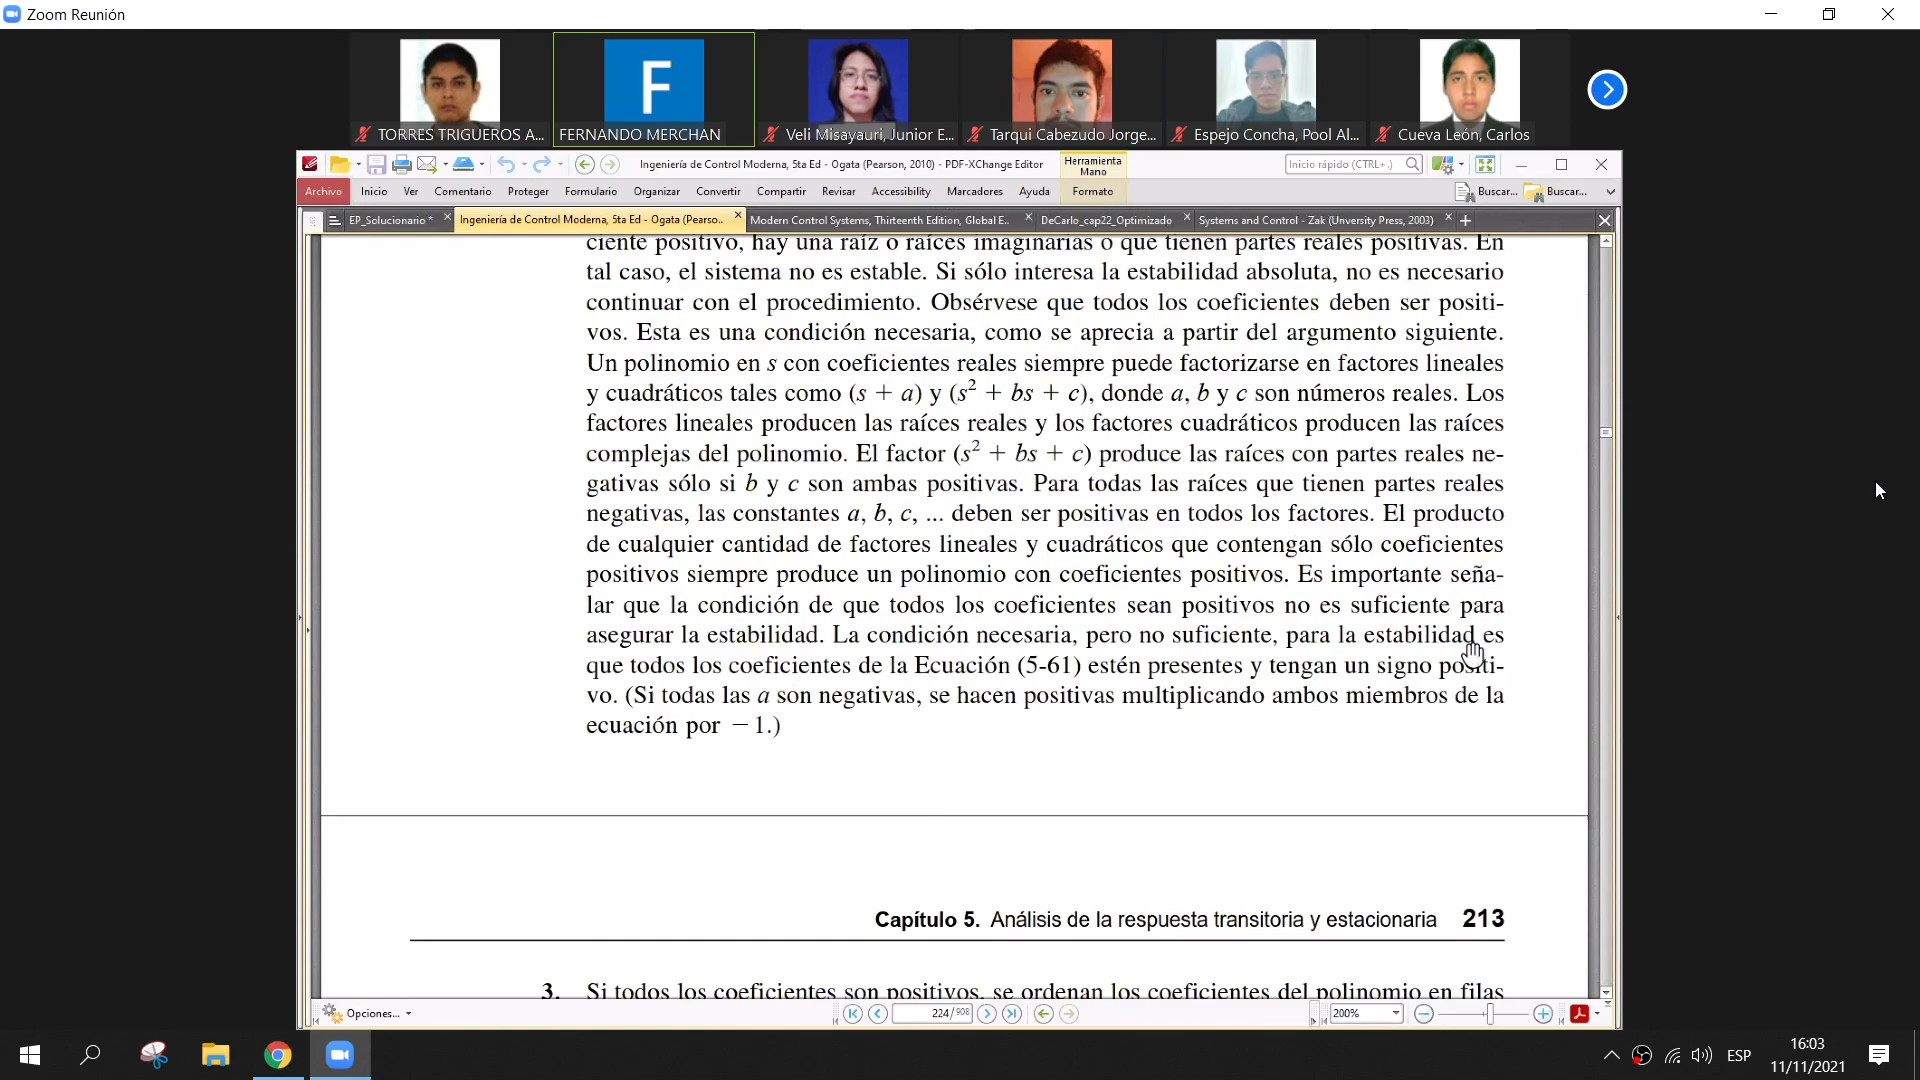 Zoom Reunión
F
TORRES TRIGUEROS A...
FERNANDO MERCHAN
Veli Misayauri, Junior E...
Tarqui Cabezudo Jorge...
Espejo Concha, Pool Al...
Cueva León, Carlos
Ingeniería de Control Moderna, 5ta Ed - Ogata (Pearson, 2010) - PDF-XChange Editor
Herramienta
Mano
Inicio rápido (CTRL+.)
Archivo Inicio Ver Comentario Proteger Formulario Organizar Convertir Compartir Revisar Accessibility Marcadores Ayuda Formato Buscar... Buscar...
EP_Solucionario *
Ingeniería de Control Moderna, 5ta Ed - Ogata (Pearso..
Modern Control Systems, Thirteenth Edition, Global E..
DeCarlo_cap22_Optimizado
Systems and Control - Zak (Unversity Press, 2003)
ciente positivo, hay una raíz o raíces imaginarias o que tienen partes reales positivas. En
tal caso, el sistema no es estable. Si sólo interesa la estabilidad absoluta, no es necesario
continuar con el procedimiento. Obsérvese que todos los coeficientes deben ser positi-
vos. Esta es una condición necesaria, como se aprecia a partir del argumento siguiente.
Un polinomio en s con coeficientes reales siempre puede factorizarse en factores lineales
y cuadráticos tales como (s + a) y (s² + bs + c), donde a, b y c son números reales. Los
factores lineales producen las raíces reales y los factores cuadráticos producen las raíces
complejas del polinomio. El factor (s² + bs + c) produce las raíces con partes reales ne-
gativas sólo si b y c son ambas positivas. Para todas las raíces que tienen partes reales
negativas, las constantes a, b, c, ... deben ser positivas en todos los factores. El producto
de cualquier cantidad de factores lineales y cuadráticos que contengan sólo coeficientes
positivos siempre produce un polinomio con coeficientes positivos. Es importante seña-
lar que la condición de que todos los coeficientes sean positivos no es suficiente para
asegurar la estabilidad. La condición necesaria, pero no suficiente, para la estabilidad es
que todos los coeficientes de la Ecuación (5-61) estén presentes y tengan un signo positi-
vo. (Si todas las a son negativas, se hacen positivas multiplicando ambos miembros de la
ecuación por −1.)
Capítulo 5. Análisis de la respuesta transitoria y estacionaria 213
3. Si todos los coeficientes son positivos, se ordenan los coeficientes del polinomio en filas
Opciones...
224/908
200%
ESP
16:03
11/11/2021